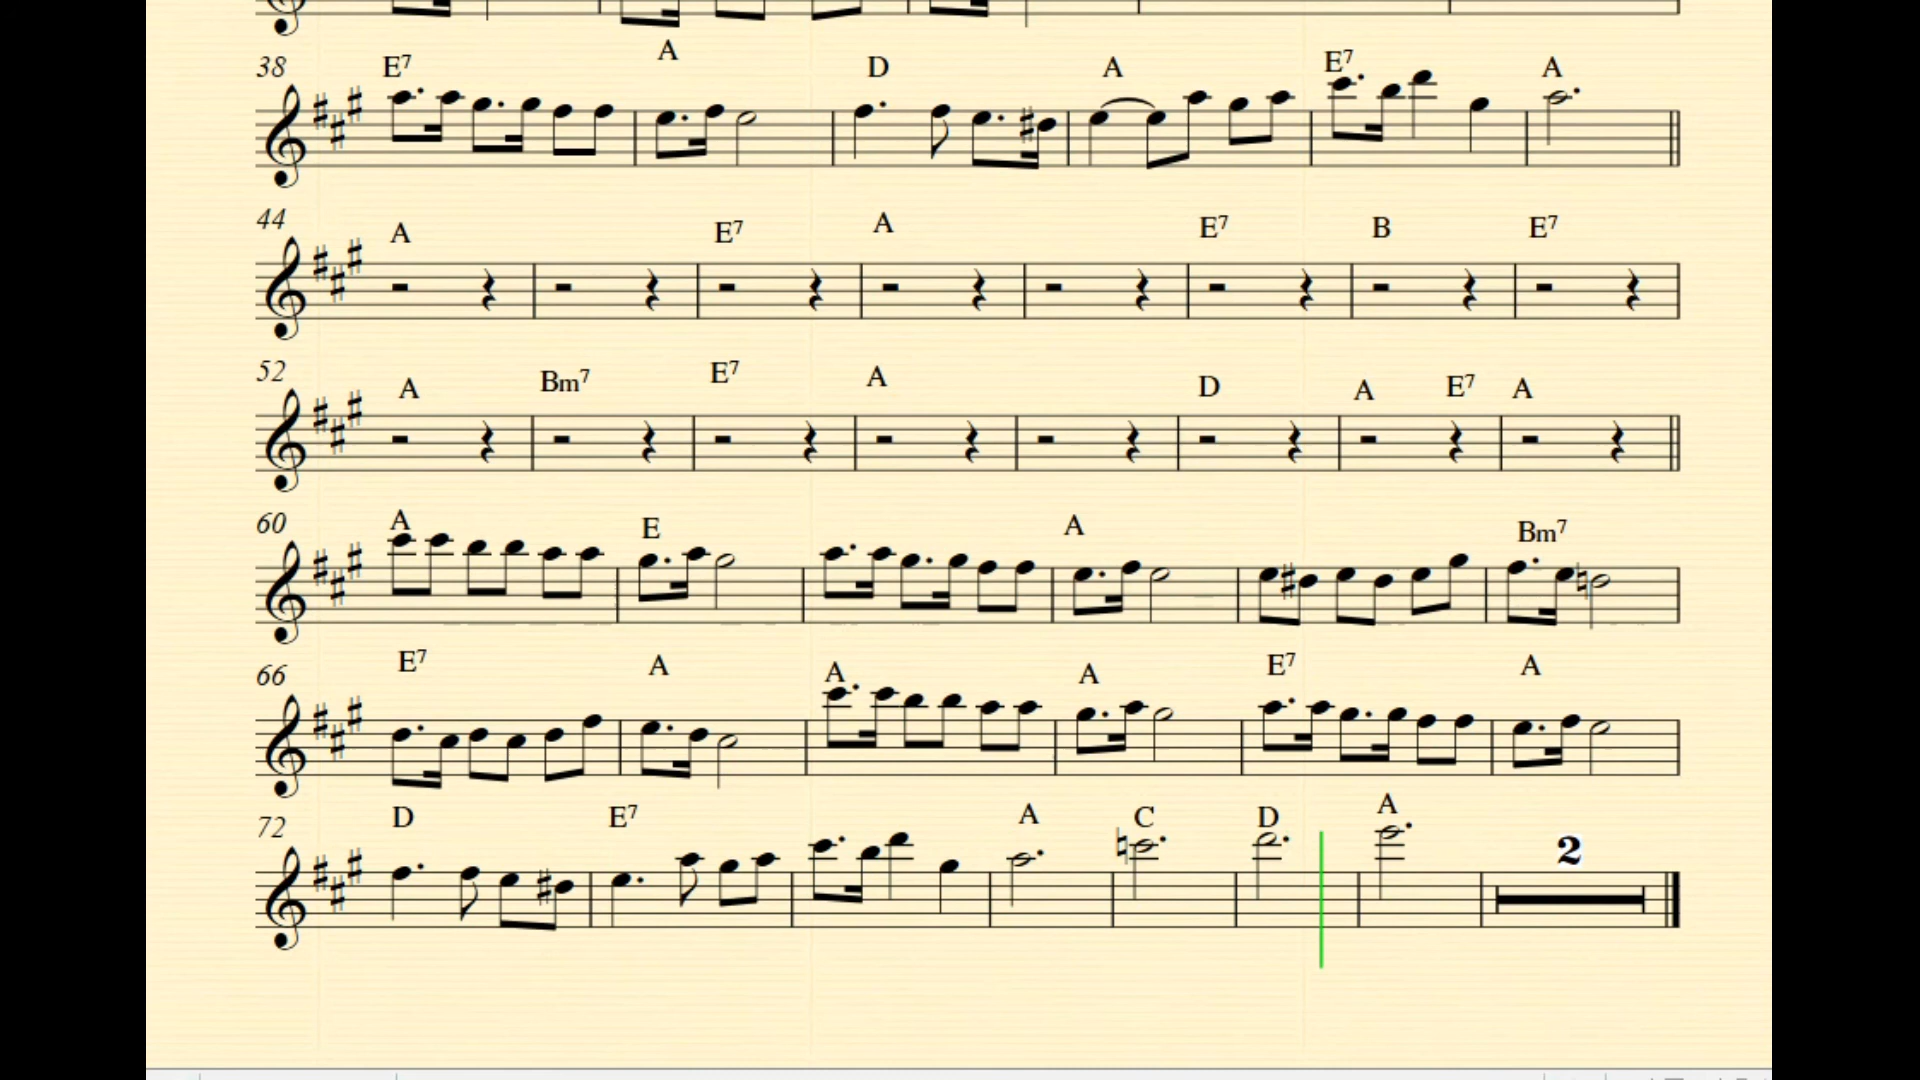 38 E7 A D A E7 A
44 A E7 A E7 B E7
52 A Bm7 E7 A D A E7 A
60 A E A Bm7
66 E7 A A A E7 A
72 D E7 A C D A 2